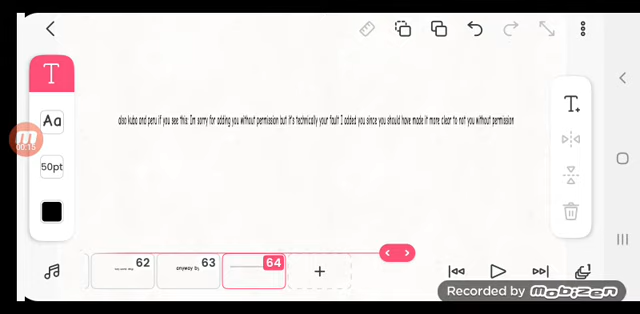 T
also kuba and peru if you see this: Im sorry for adding you without permission but it's technically your fault I added you since you should have made it more clear to not you without permission
Aa
00:15
50pt
62
63
anyway
64
Recorded by mobizen